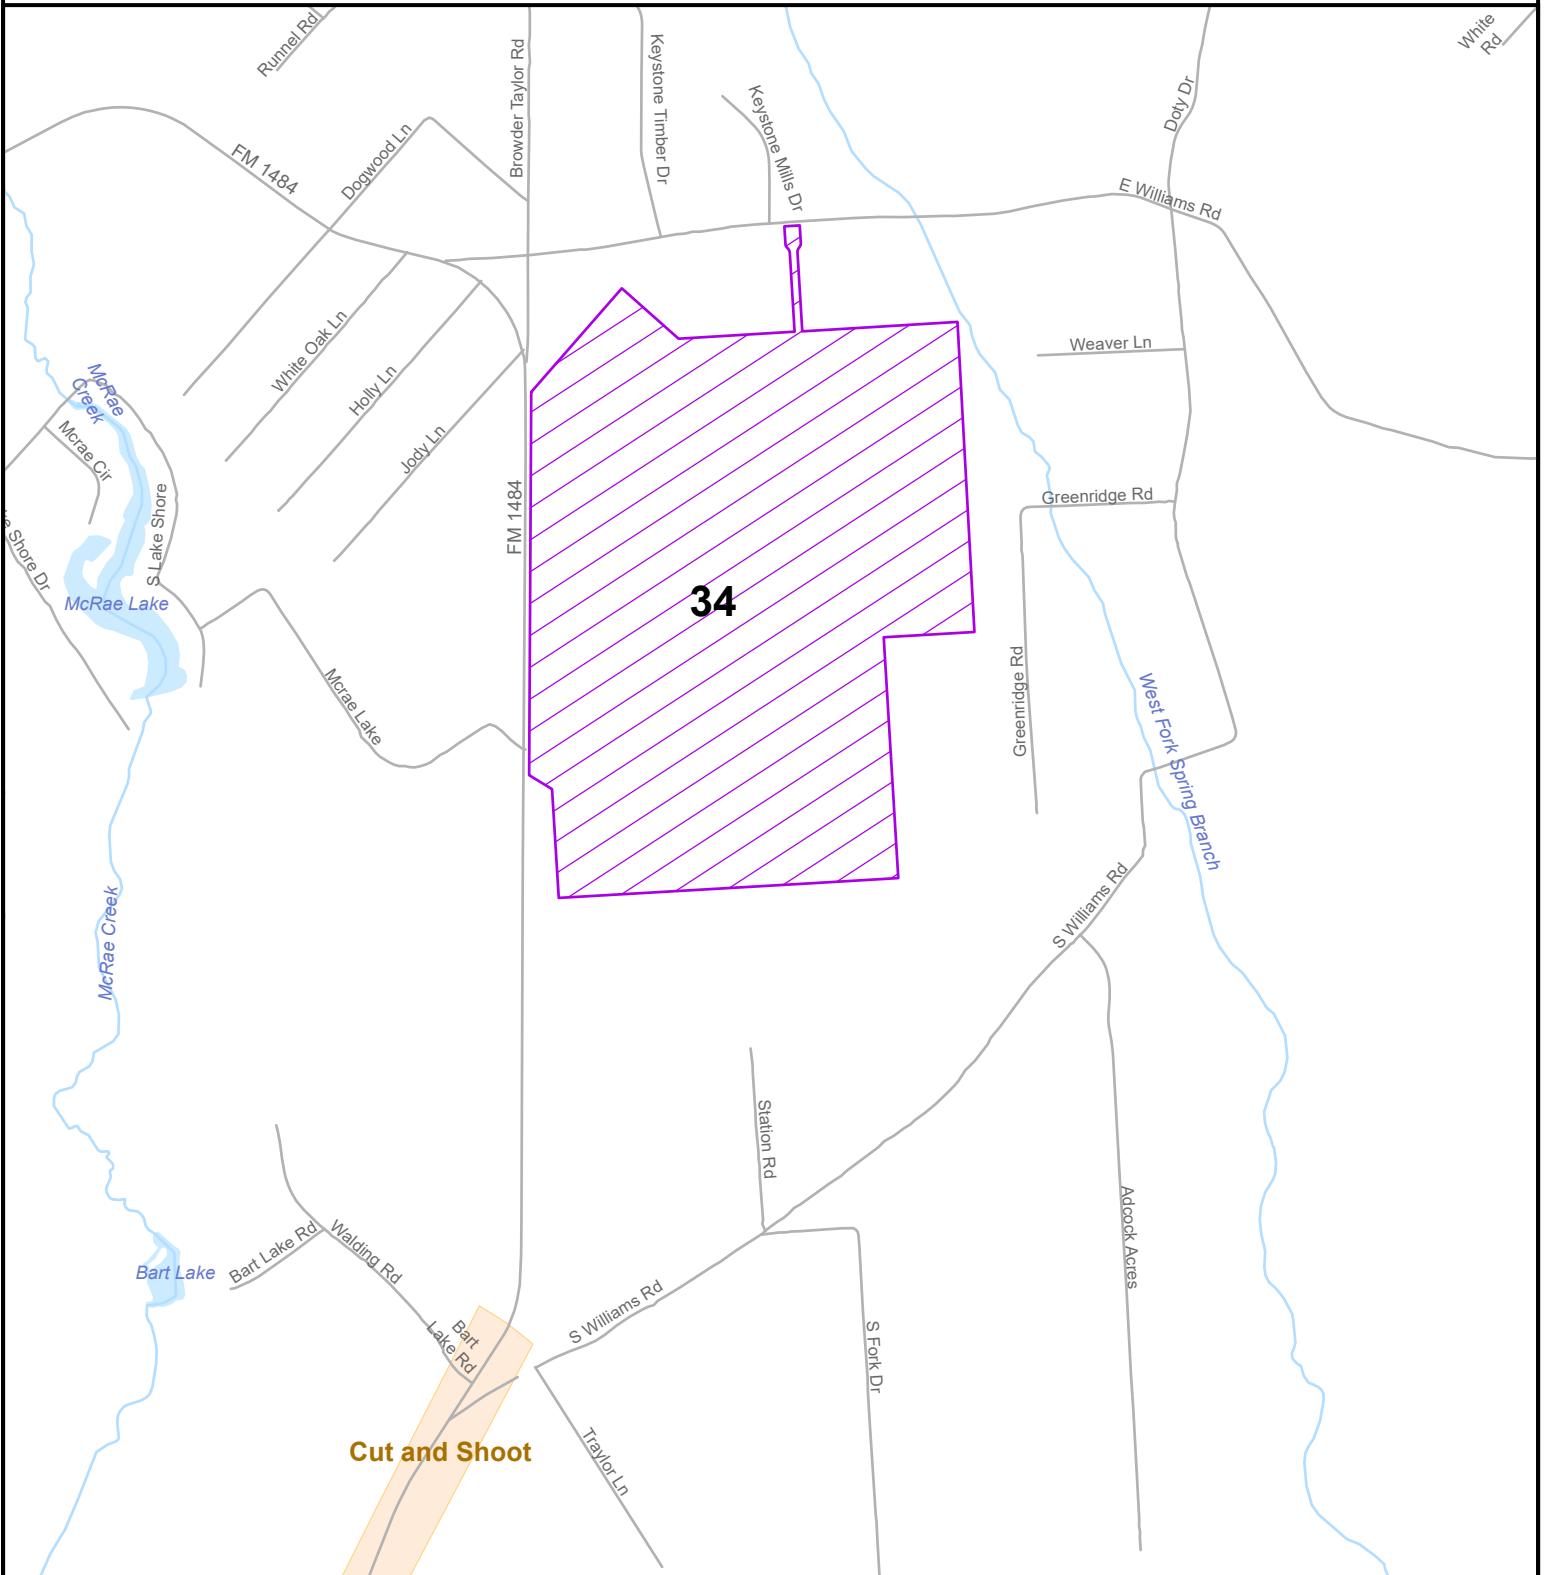 Runnel Rd
White
Rd
Browder Taylor Rd
Keystone Timber Dr
Keystone Mills Dr
Doty Dr
FM 1484
Dogwood Ln
E Williams Rd
White Oak Ln
Weaver Ln
McRae
Creek
Holly Ln
Mcrae Cir
Jody Ln
FM 1484
S Lake Shore
Greenridge Rd
Shore Dr
McRae Lake
34
Mcrae Lake
Greenridge Rd
West Fork Spring Branch
McRae Creek
S Williams Rd
Station Rd
Adcock Acres
Bart Lake Rd
Walding Rd
Bart Lake
S Williams Rd
Bart
Lake Rd
S Fork Dr
Cut and Shoot
Traylor Ln